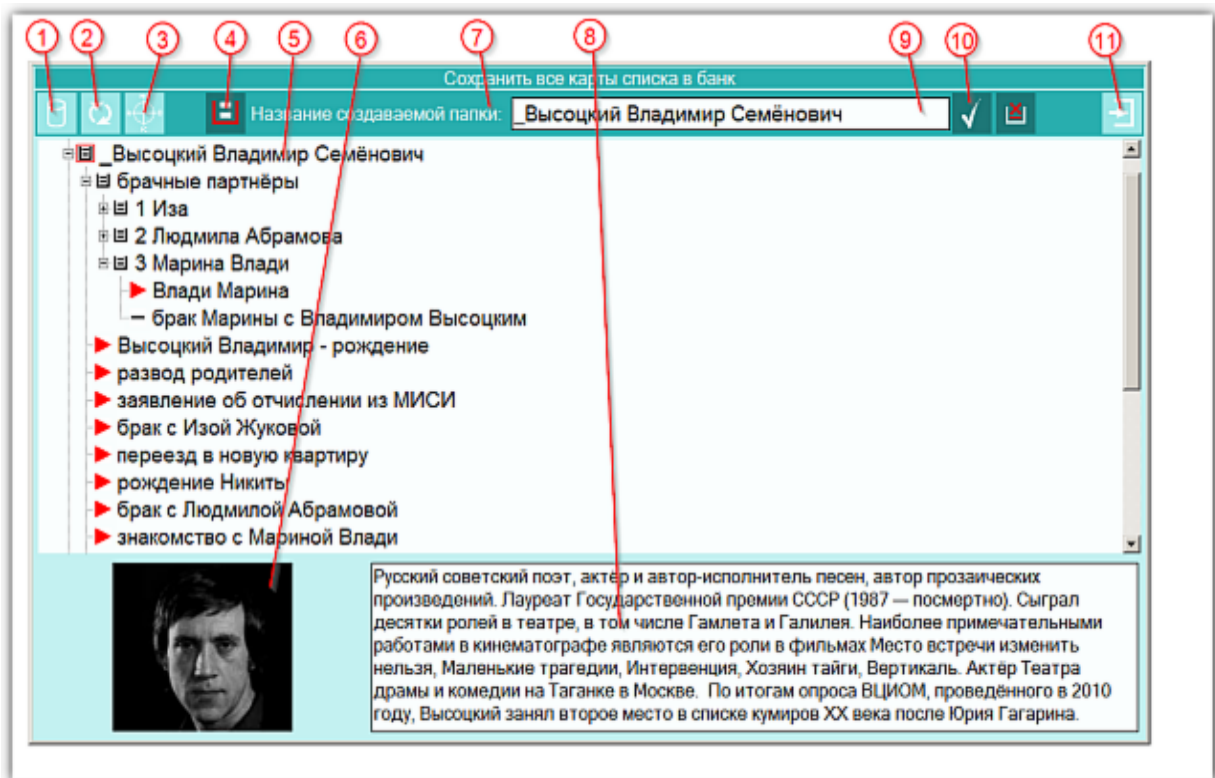 1 2 3 4 5 6 7 8 9 10 11
Сохранить все карты списка в банк
Название создаваемой папки: _Высоцкий Владимир Семёнович
_Высоцкий Владимир Семёнович
брачные партнёры
1 Иза
2 Людмила Абрамова
3 Марина Влади
Влади Марина
брак Марины с Владимиром Высоцким
Высоцкий Владимир - рождение
развод родителей
заявление об отчислении из МИСИ
брак с Изой Жуковой
переезд в новую квартиру
рождение Никиты
брак с Людмилой Абрамовой
знакомство с Мариной Влади
Русский советский поэт, актёр и автор-исполнитель песен, автор прозаических
произведений. Лауреат Государственной премии СССР (1987 — посмертно). Сыграл
десятки ролей в театре, в том числе Гамлета и Галилея. Наиболее примечательными
работами в кинематографе являются его роли в фильмах Место встречи изменить
нельзя, Маленькие трагедии, Интервенция, Хозяин тайги, Вертикаль. Актёр Театра
драмы и комедии на Таганке в Москве. По итогам опроса ВЦИОМ, проведённого в 2010
году, Высоцкий занял второе место в списке кумиров XX века после Юрия Гагарина.